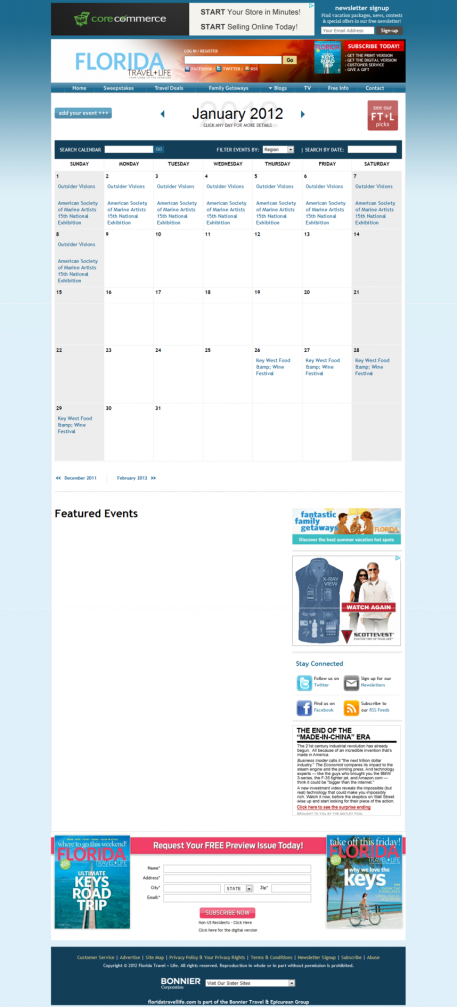 corecommerce
START Your Store in Minutes!
START Selling Online Today!
newsletter signup
Find vacation packages, news, contests
& special offers in our free newsletter!
Your Email Address
Sign-up
FLORIDA
TRAVEL+LIFE
LOG IN / REGISTER
Go
FACEBOOK | TWITTER | RSS
SUBSCRIBE TODAY!
- GET THE PRINT VERSION
- GET THE DIGITAL VERSION
- CUSTOMER SERVICE
- GIVE A GIFT
Home Sweepstakes Travel Deals Family Getaways Blogs TV Free Info Contact
add your event +++
January 2012
CLICK ANY DAY FOR MORE DETAILS
see our
FT+L
picks
SEARCH CALENDAR GO FILTER EVENTS BY: Region | SEARCH BY DATE:
SUNDAY MONDAY TUESDAY WEDNESDAY THURSDAY FRIDAY SATURDAY
1 2 3 4 5 6 7
Outsider Visions Outsider Visions Outsider Visions Outsider Visions Outsider Visions Outsider Visions Outsider Visions
American Society American Society American Society American Society American Society American Society American Society
of Marine Artists of Marine Artists of Marine Artists of Marine Artists of Marine Artists of Marine Artists of Marine Artists
15th National 15th National 15th National 15th National 15th National 15th National 15th National
Exhibition Exhibition Exhibition Exhibition Exhibition Exhibition Exhibition
8 9 10 11 12 13 14
Outsider Visions
American Society
of Marine Artists
15th National
Exhibition
15 16 17 18 19 20 21
22 23 24 25 26 27 28
Key West Food Key West Food Key West Food
&amp; Wine &amp; Wine &amp; Wine
Festival Festival Festival
29 30 31
Key West Food
&amp; Wine
Festival
<< December 2011 February 2012 >>
Featured Events
fantastic
family
getaways
FLORIDA
Discover the best summer vacation hot spots
X-RAY
VIEW
WATCH AGAIN
SCOTTEVEST
Stay Connected
Follow us on
Twitter
Sign up for our
Newsletters
Find us on
Facebook
Subscribe to
our RSS Feeds
THE END OF THE
"MADE-IN-CHINA" ERA
The 21st century industrial revolution has already
begun. All because of an incredible invention that's
made in America.
Business Insider calls it "the next trillion dollar
industry." The Economist compares its impact to the
steam engine and the printing press. And technology
experts — like the guys who brought you the BMW
3-series, the F-35 fighter jet, and Amazon.com —
think it could be "bigger than the internet."
A new investment video reveals the impossible (but
real) technology that could make you impossibly
rich. Watch it now, before the skeptics on Wall Street
wise up and start looking for their piece of the action.
Click here to see the surprise ending
BROUGHT TO YOU BY THE MOTLEY FOOL
where to go this weekend!
FLORIDA
TRAVEL+LIFE
ULTIMATE
KEYS
ROAD
TRIP
Request Your FREE Preview Issue Today!
Name*
Address*
City* STATE Zip*
Email:*
SUBSCRIBE NOW
Non US Residents - Click Here
Click here for the digital version
take off this friday!
FLORIDA
TRAVEL+LIFE
why we love the
keys
Customer Service | Advertise | Site Map | Privacy Policy & Your Privacy Rights | Terms & Conditions | Newsletter Signup | Subscribe | Abuse
Copyright © 2012 Florida Travel + Life. All rights reserved. Reproduction in whole or in part without permission is prohibited.
BONNIER
Corporation
Visit Our Sister Sites
floridatravellife.com is part of the Bonnier Travel & Epicurean Group